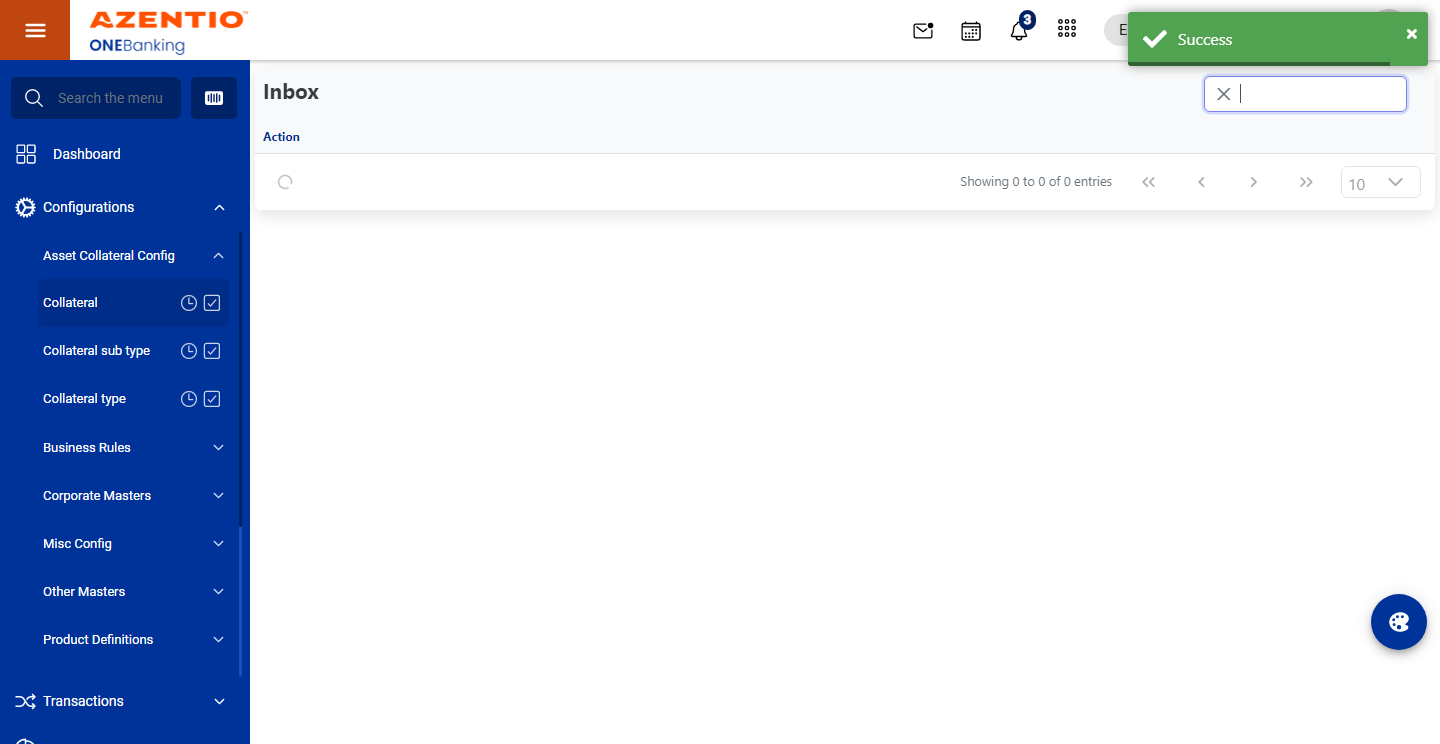 AZENTIO™
ONEBanking
3
E
Success
Search the menu
Inbox
Action
Dashboard
Showing 0 to 0 of 0 entries
10
Configurations
Asset Collateral Config
Collateral
Collateral sub type
Collateral type
Business Rules
Corporate Masters
Misc Config
Other Masters
Product Definitions
Transactions